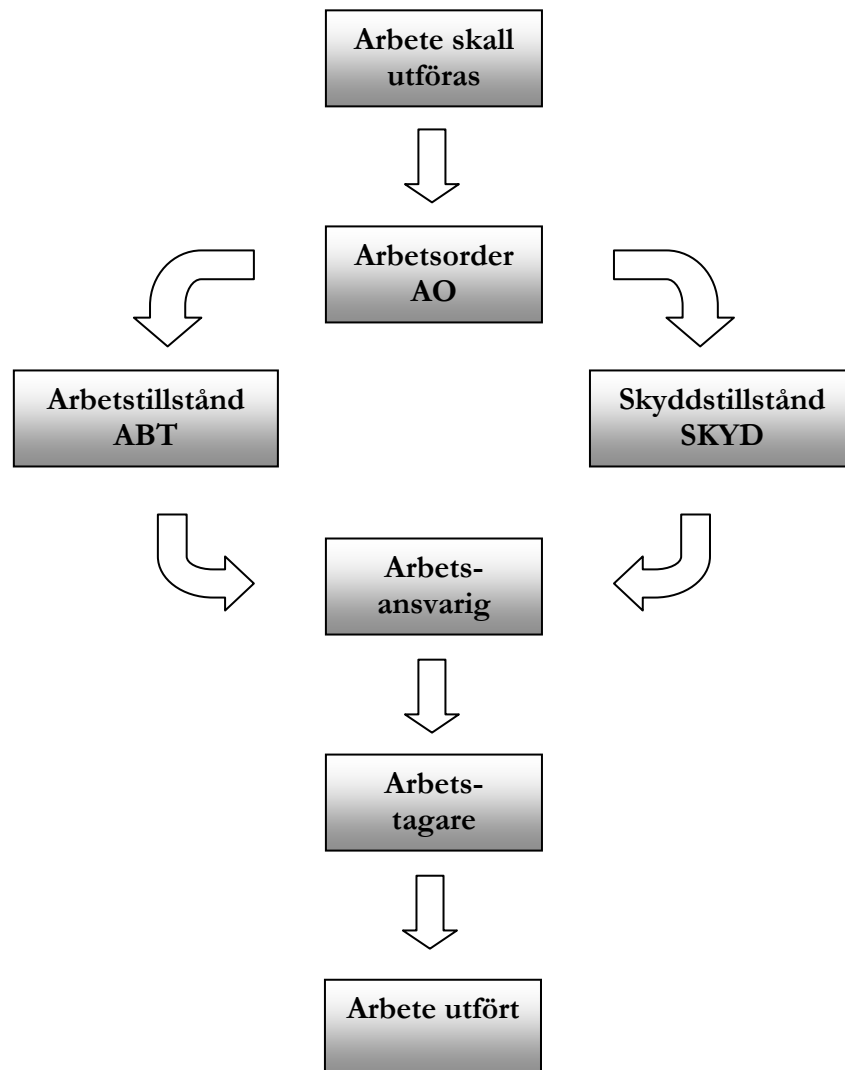 Arbete skall
utföras
Arbetsorder
AO
Arbetstillstånd
ABT
Skyddstillstånd
SKYD
Arbets-
ansvarig
Arbets-
tagare
Arbete utfört